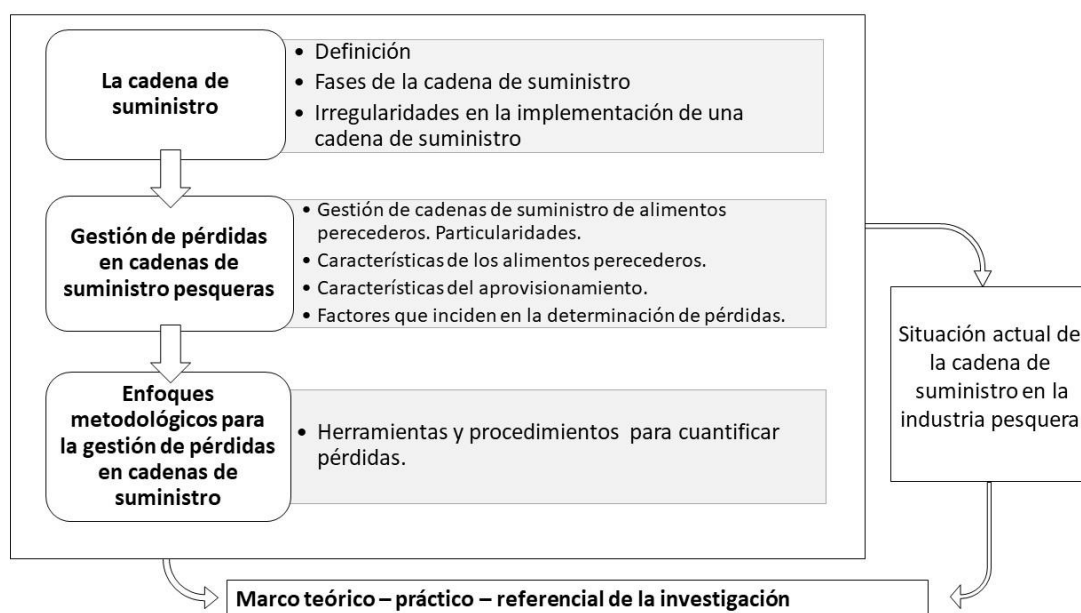 La cadena de
suministro
• Definición
• Fases de la cadena de suministro
• Irregularidades en la implementación de una
cadena de suministro
Gestión de pérdidas
en cadenas de
suministro pesqueras
• Gestión de cadenas de suministro de alimentos
perecederos. Particularidades.
• Características de los alimentos perecederos.
• Características del aprovisionamiento.
• Factores que inciden en la determinación de pérdidas.
Enfoques
metodológicos para
la gestión de pérdidas
en cadenas de
suministro
• Herramientas y procedimientos para cuantificar
pérdidas.
Situación actual de
la cadena de
suministro en la
industria pesquera
Marco teórico – práctico – referencial de la investigación